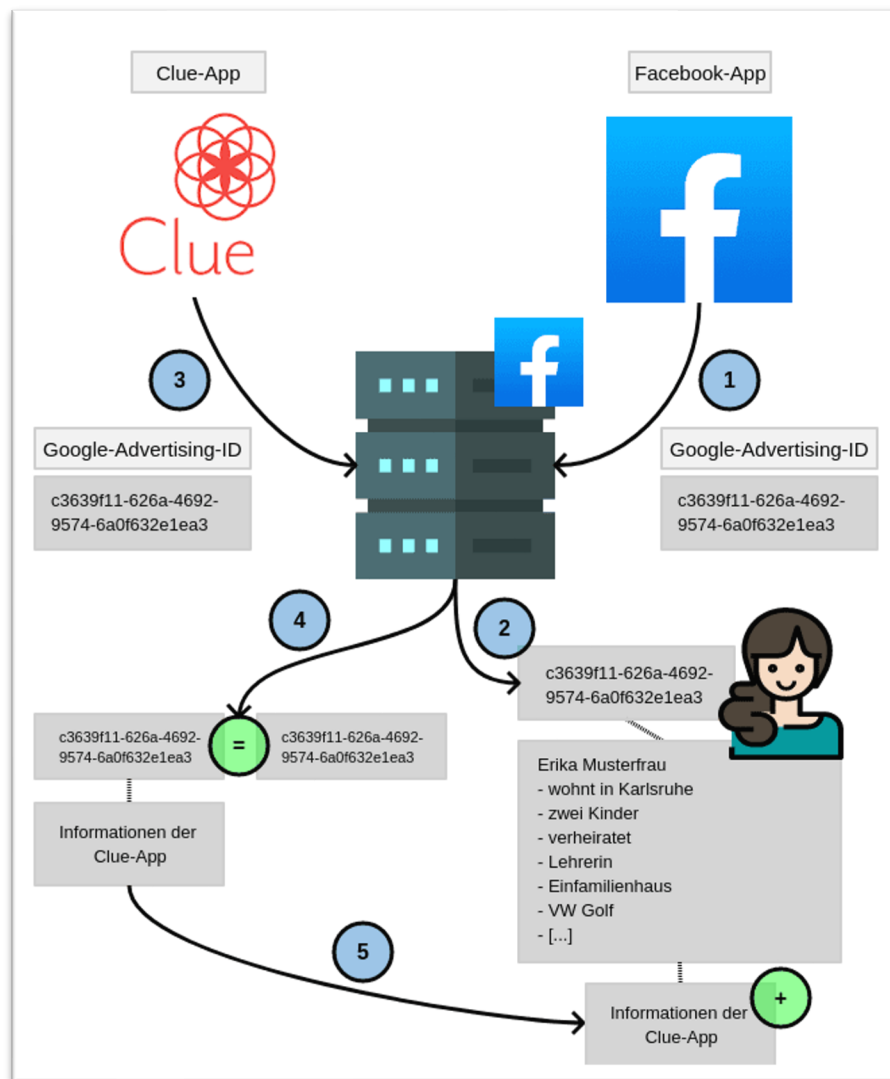 Clue-App
Facebook-App
Clue
f
f
3
1
Google-Advertising-ID
c3639f11-626a-4692-
9574-6a0f632e1ea3
Google-Advertising-ID
c3639f11-626a-4692-
9574-6a0f632e1ea3
4
2
c3639f11-626a-4692-
9574-6a0f632e1ea3
c3639f11-626a-4692-
9574-6a0f632e1ea3
=
c3639f11-626a-4692-
9574-6a0f632e1ea3
Erika Musterfrau
- wohnt in Karlsruhe
- zwei Kinder
- verheiratet
- Lehrerin
- Einfamilienhaus
- VW Golf
- [...]
Informationen der
Clue-App
5
Informationen der
Clue-App
+